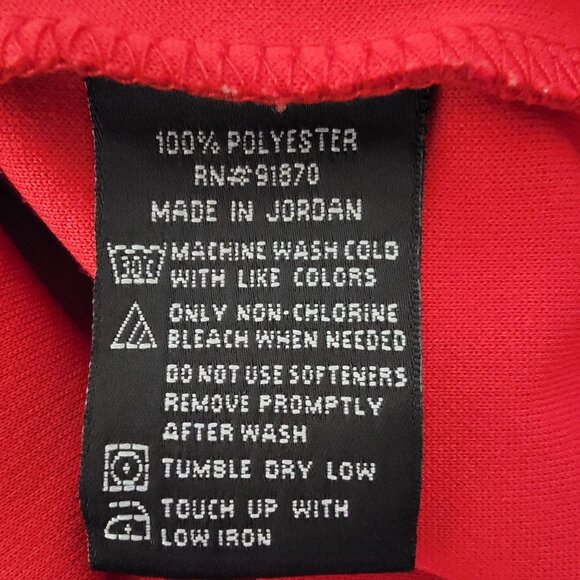 100% POLYESTER
RN#91870
MADE IN JORDAN
30C MACHINE WASH COLD
WITH LIKE COLORS
ONLY NON-CHLORINE
BLEACH WHEN NEEDED
DO NOT USE SOFTENERS
REMOVE PROMPTLY
AFTER WASH
TUMBLE DRY LOW
TOUCH UP WITH
LOW IRON